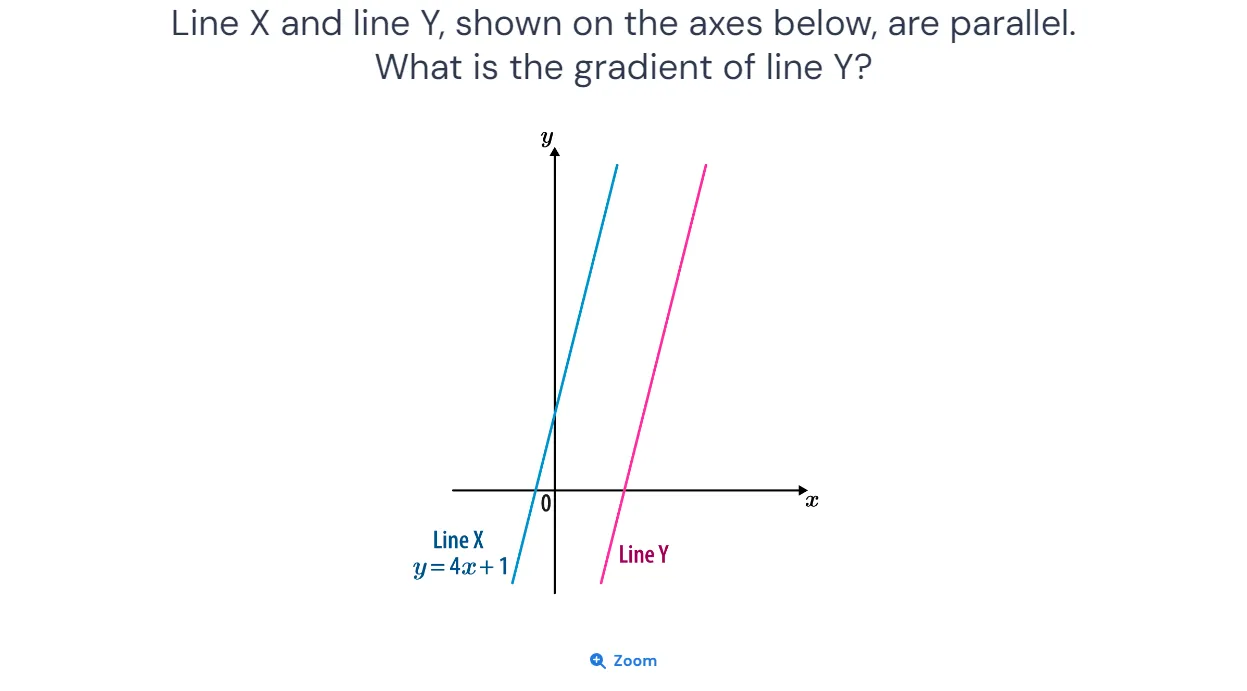 Line X and line Y, shown on the axes below, are parallel.
What is the gradient of line Y?
y
0
x
Line X
y = 4x + 1
Line Y
Zoom